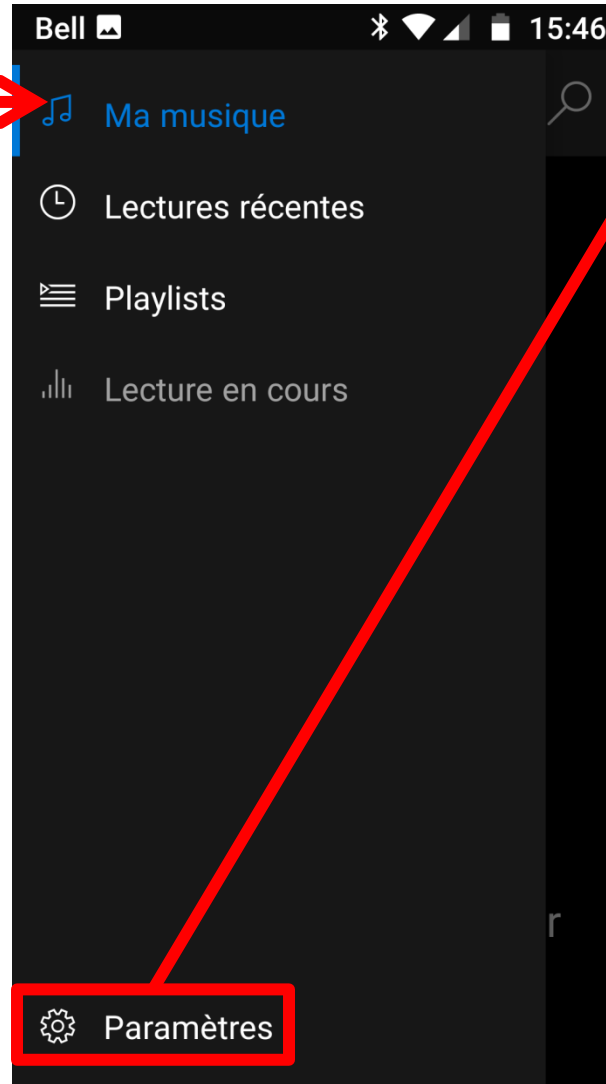 Bell 15:46
Ma musique
Lectures récentes
Playlists
Lecture en cours
r
Paramètres